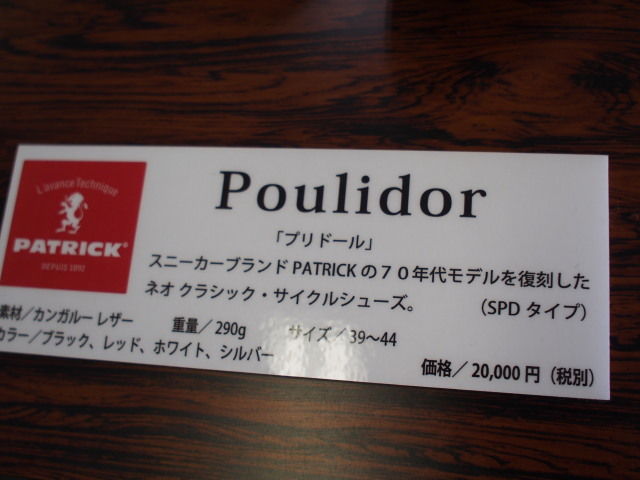 L'avance Technique
PATRICK®
DEPUIS 1892
Poulidor
「プリドール」
スニーカーブランド PATRICK の７０年代モデルを復刻した
ネオ クラシック・サイクルシューズ。 （SPD タイプ）
素材／カンガルー レザー 重量／290g サイズ／39〜44
カラー／ブラック、レッド、ホワイト、シルバー
価格／20,000 円（税別）